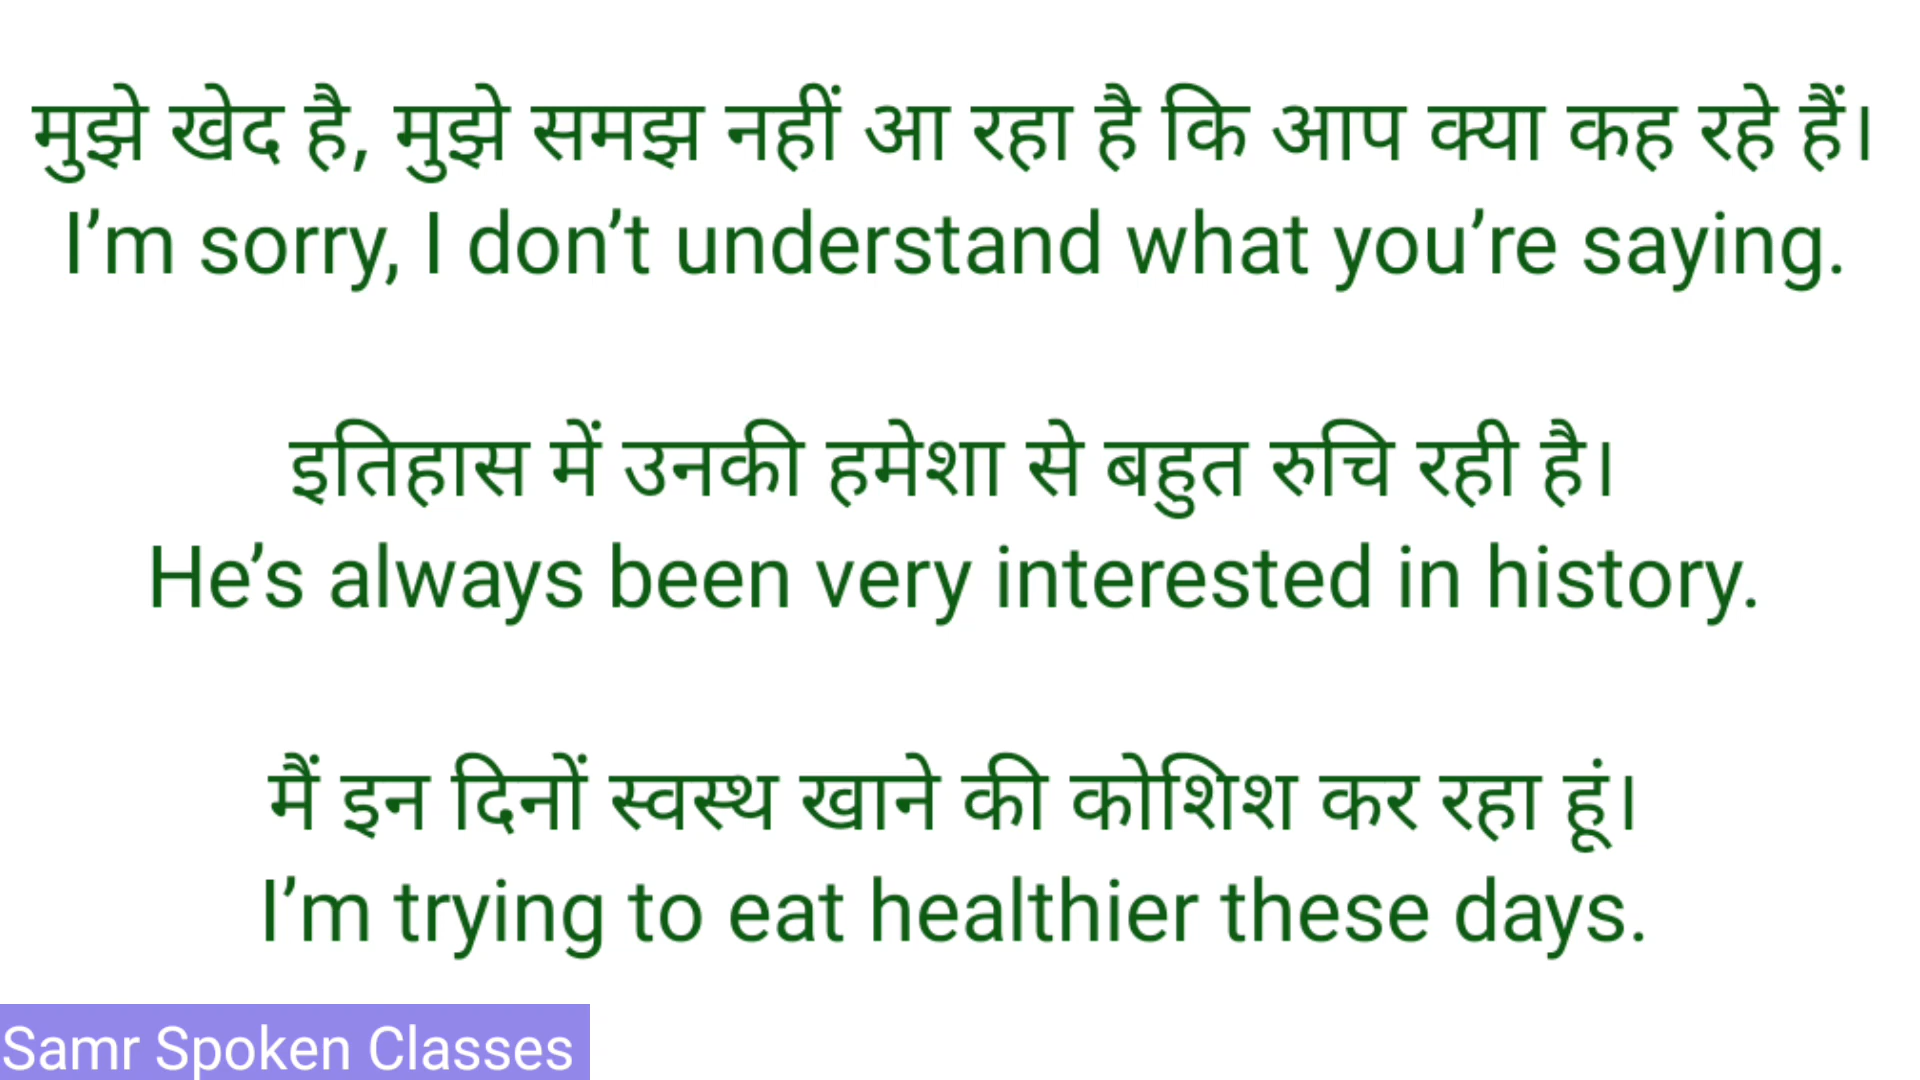 मुझे खेद है, मुझे समझ नहीं आ रहा है कि आप क्या कह रहे हैं।
I’m sorry, I don’t understand what you’re saying.
इतिहास में उनकी हमेशा से बहुत रुचि रही है।
He’s always been very interested in history.
मैं इन दिनों स्वस्थ खाने की कोशिश कर रहा हूं।
I’m trying to eat healthier these days.
Samr Spoken Classes